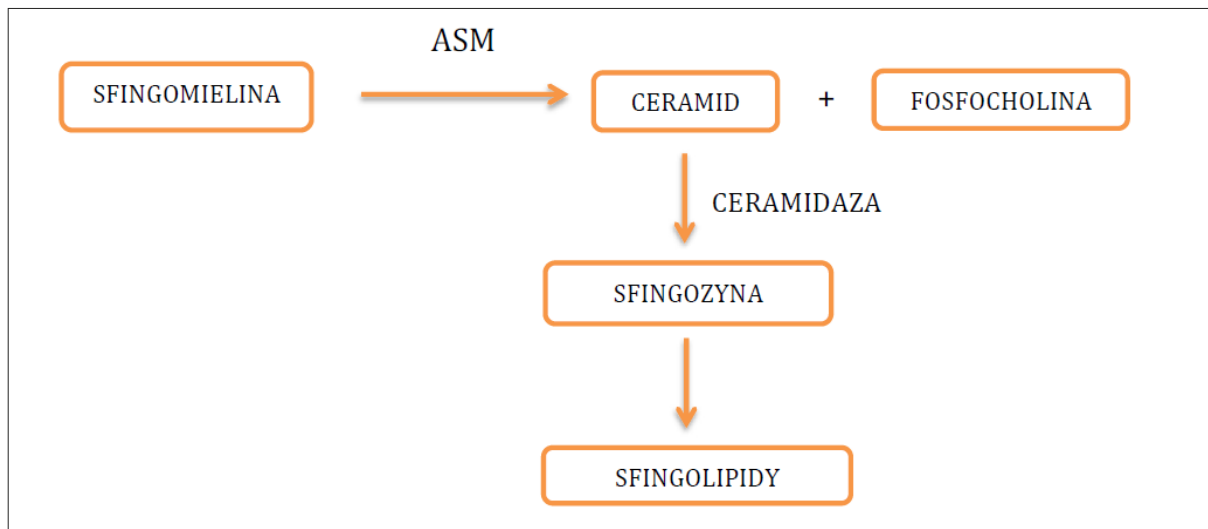 ASM
SFINGOMIELINA
CERAMID + FOSFOCHOLINA
CERAMIDAZA
SFINGOZYNA
SFINGOLIPIDY